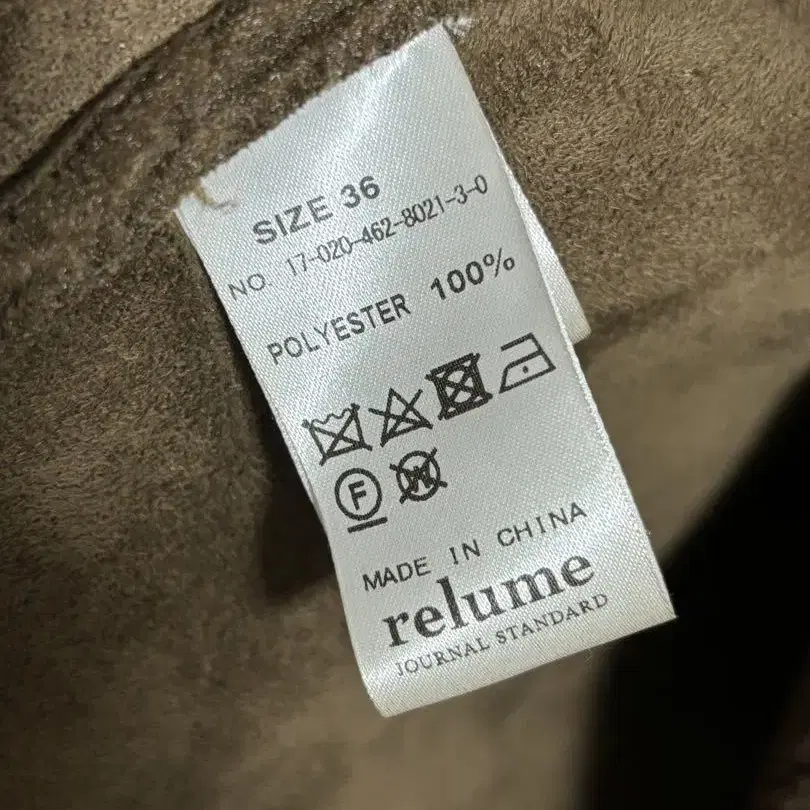 SIZE 36
NO. 17-020-462-8021-3-0
POLYESTER 100%
F
W
MADE IN CHINA
relume
JOURNAL STANDARD